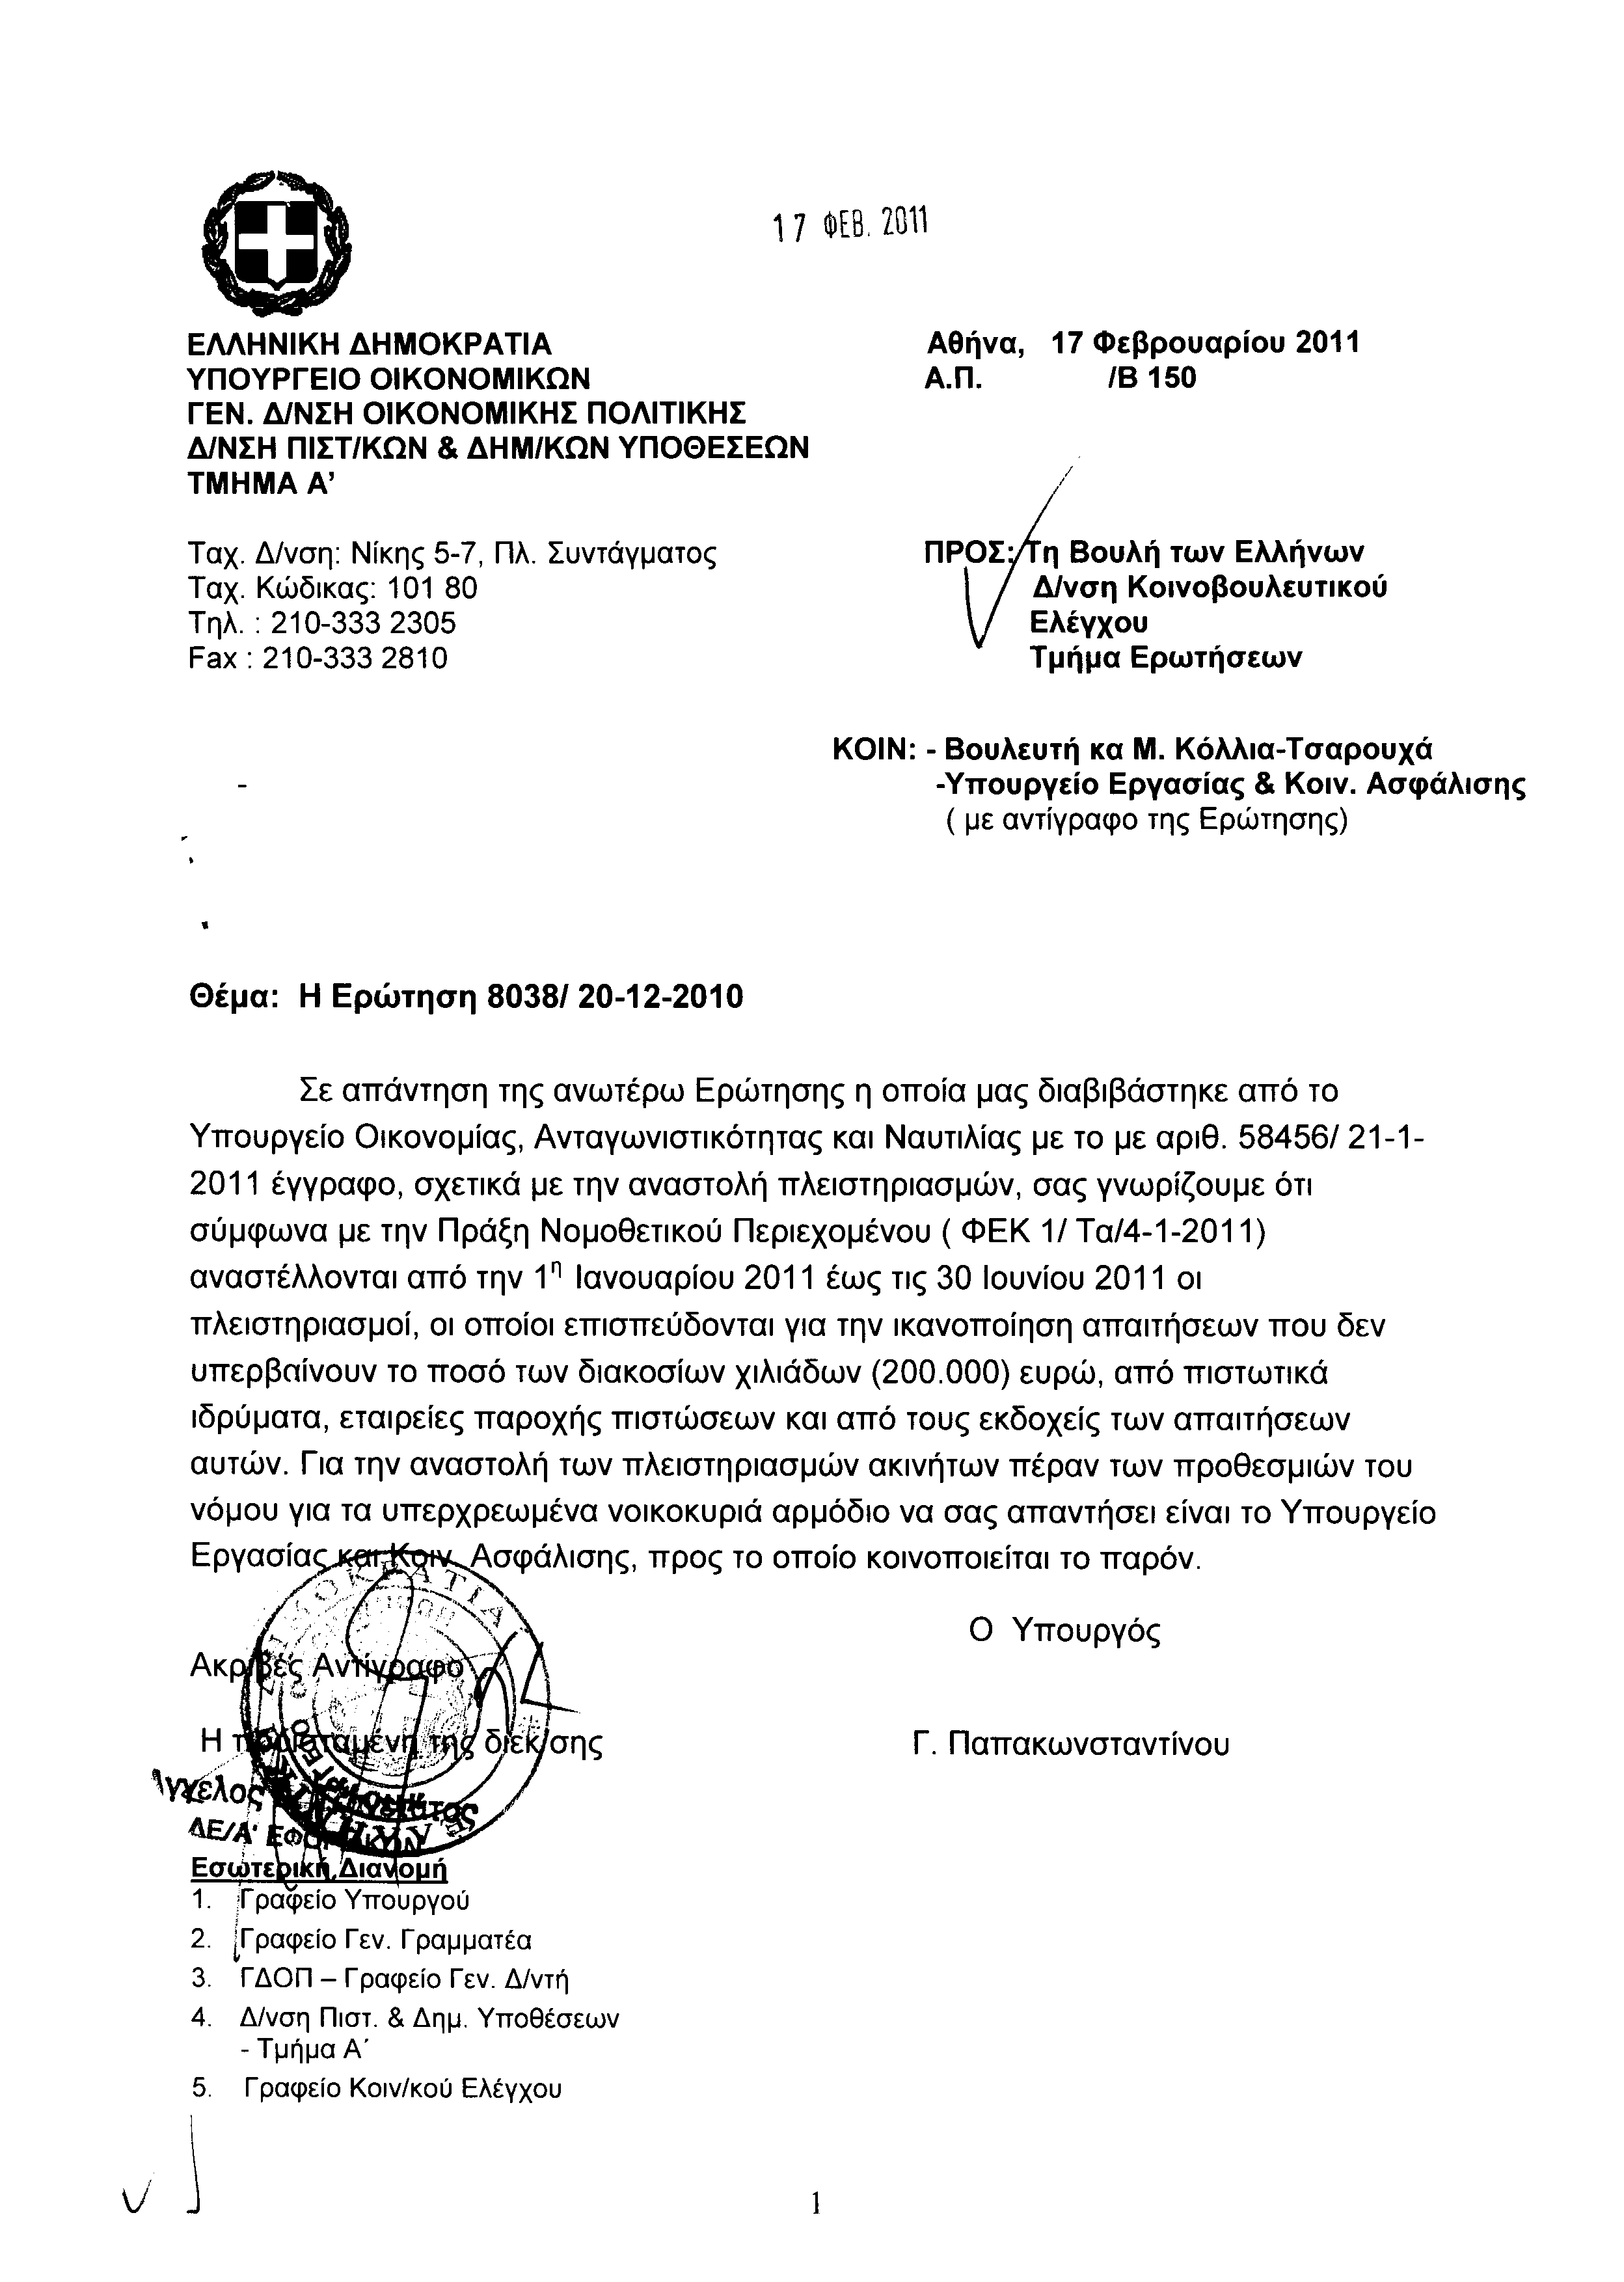 17 ΦΕΒ. 2011
ΕΛΛΗΝΙΚΗ ΔΗΜΟΚΡΑΤΙΑ
ΥΠΟΥΡΓΕΙΟ ΟΙΚΟΝΟΜΙΚΩΝ
ΓΕΝ. Δ/ΝΣΗ ΟΙΚΟΝΟΜΙΚΗΣ ΠΟΛΙΤΙΚΗΣ
Δ/ΝΣΗ ΠΙΣΤ/ΚΩΝ & ΔΗΜ/ΚΩΝ ΥΠΟΘΕΣΕΩΝ
ΤΜΗΜΑ Α’
Αθήνα, 17 Φεβρουαρίου 2011
Α.Π. /Β 150
Ταχ. Δ/νση: Νίκης 5-7, Πλ. Συντάγματος
Ταχ. Κώδικας: 101 80
Τηλ. : 210-333 2305
Fax : 210-333 2810
ΠΡΟΣ: Τη Βουλή των Ελλήνων
Δ/νση Κοινοβουλευτικού
Ελέγχου
Τμήμα Ερωτήσεων
ΚΟΙΝ: - Βουλευτή κα Μ. Κόλλια-Τσαρουχά
-Υπουργείο Εργασίας & Κοιν. Ασφάλισης
( με αντίγραφο της Ερώτησης)
Θέμα: Η Ερώτηση 8038/ 20-12-2010
Σε απάντηση της ανωτέρω Ερώτησης η οποία μας διαβιβάστηκε από το
Υπουργείο Οικονομίας, Ανταγωνιστικότητας και Ναυτιλίας με το με αριθ. 58456/ 21-1-
2011 έγγραφο, σχετικά με την αναστολή πλειστηριασμών, σας γνωρίζουμε ότι
σύμφωνα με την Πράξη Νομοθετικού Περιεχομένου ( ΦΕΚ 1/ Τα/4-1-2011)
αναστέλλονται από την 1η Ιανουαρίου 2011 έως τις 30 Ιουνίου 2011 οι
πλειστηριασμοί, οι οποίοι επισπεύδονται για την ικανοποίηση απαιτήσεων που δεν
υπερβαίνουν το ποσό των διακοσίων χιλιάδων (200.000) ευρώ, από πιστωτικά
ιδρύματα, εταιρείες παροχής πιστώσεων και από τους εκδοχείς των απαιτήσεων
αυτών. Για την αναστολή των πλειστηριασμών ακινήτων πέραν των προθεσμιών του
νόμου για τα υπερχρεωμένα νοικοκυριά αρμόδιο να σας απαντήσει είναι το Υπουργείο
Εργασίας και Κοιν. Ασφάλισης, προς το οποίο κοινοποιείται το παρόν.
Ο Υπουργός
Ακριβές Αντίγραφο
Η προϊσταμένη της διεκ/σης
Γ. Παπακωνσταντίνου
Άγγελος
ΔΕ/Α' ΕΦΟΡΙΑΚΩΝ
Εσωτερική Διανομή
1. Γραφείο Υπουργού
2. Γραφείο Γεν. Γραμματέα
3. ΓΔΟΠ – Γραφείο Γεν. Δ/ντή
4. Δ/νση Πιστ. & Δημ. Υποθέσεων
- Τμήμα Α΄
5. Γραφείο Κοιν/κού Ελέγχου
1